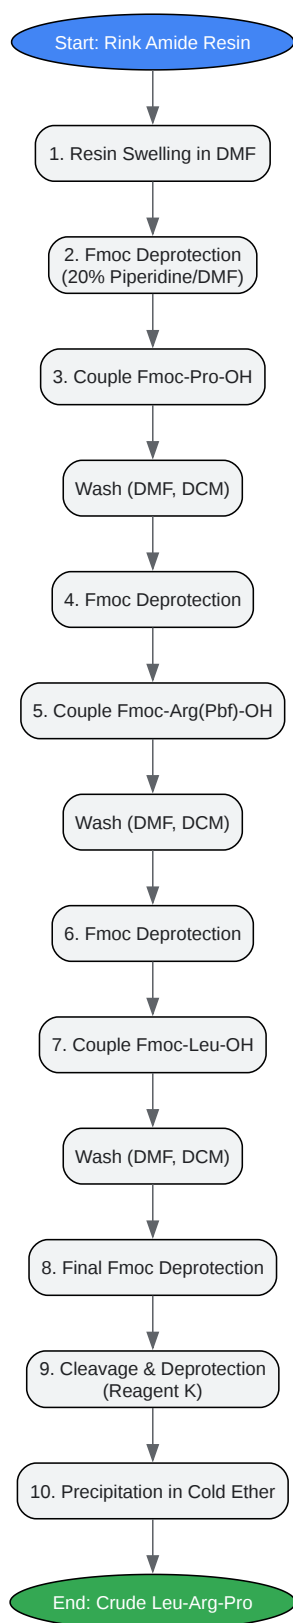 Start: Rink Amide Resin
1. Resin Swelling in DMF
2. Fmoc Deprotection
(20% Piperidine/DMF)
3. Couple Fmoc-Pro-OH
Wash (DMF, DCM)
4. Fmoc Deprotection
5. Couple Fmoc-Arg(Pbf)-OH
Wash (DMF, DCM)
6. Fmoc Deprotection
7. Couple Fmoc-Leu-OH
Wash (DMF, DCM)
8. Final Fmoc Deprotection
9. Cleavage & Deprotection
(Reagent K)
10. Precipitation in Cold Ether
End: Crude Leu-Arg-Pro